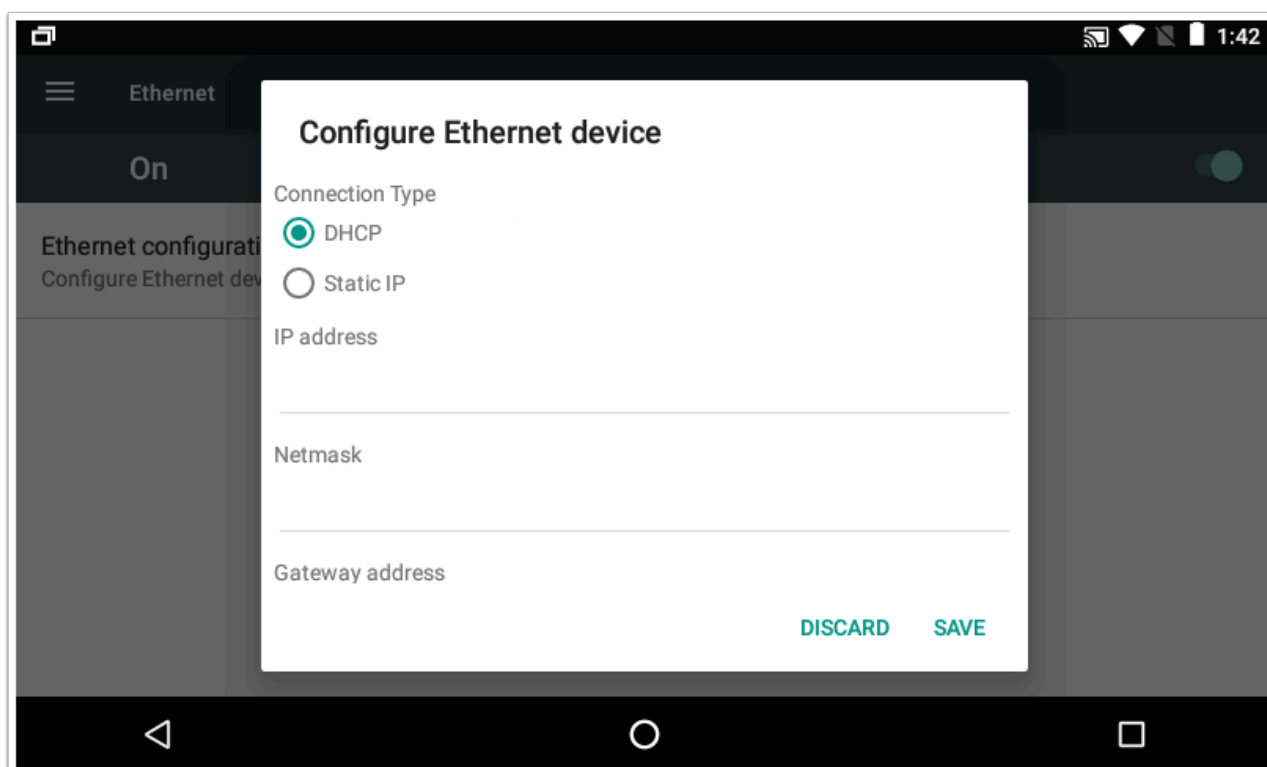 1:42
Ethernet
Configure Ethernet device
On
Connection Type
DHCP
Ethernet configurati
Configure Ethernet dev
Static IP
IP address
Netmask
Gateway address
DISCARD SAVE